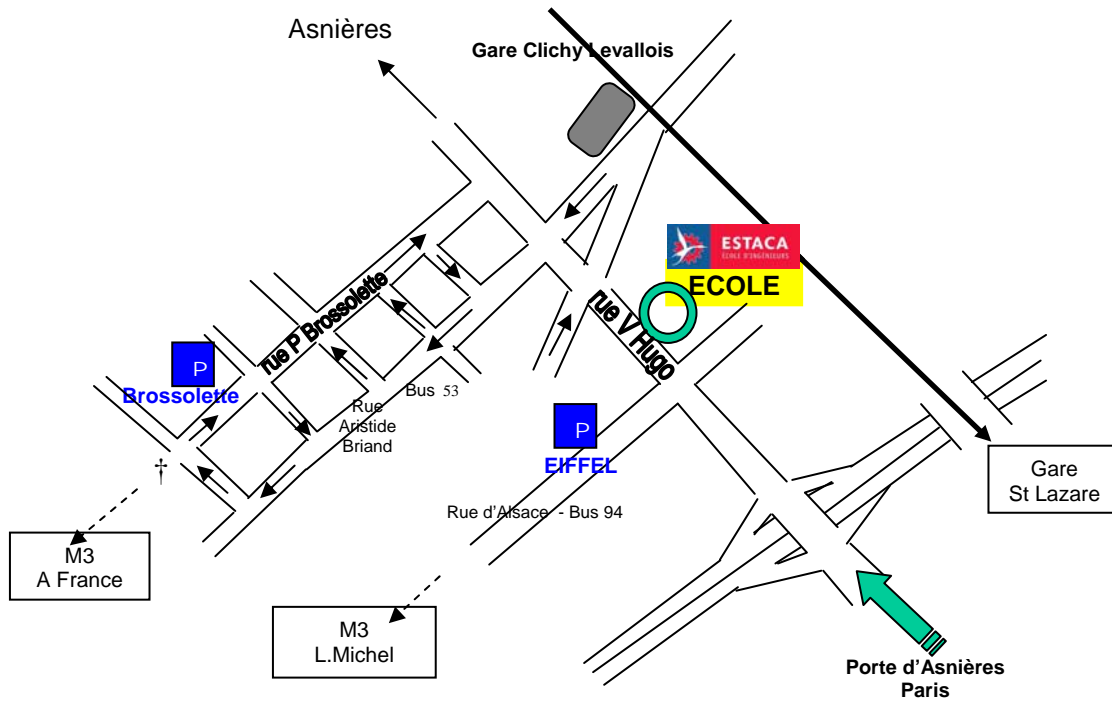 Asnières
Gare Clichy Levallois
ESTACA
ÉCOLE D'INGÉNIEURS
ECOLE
rue P Brossolette
rue V Hugo
P
Brossolette
Bus 53
Rue
Aristide
Briand
P
EIFFEL
Gare
St Lazare
†
Rue d'Alsace - Bus 94
M3
A France
M3
L.Michel
Porte d'Asnières
Paris